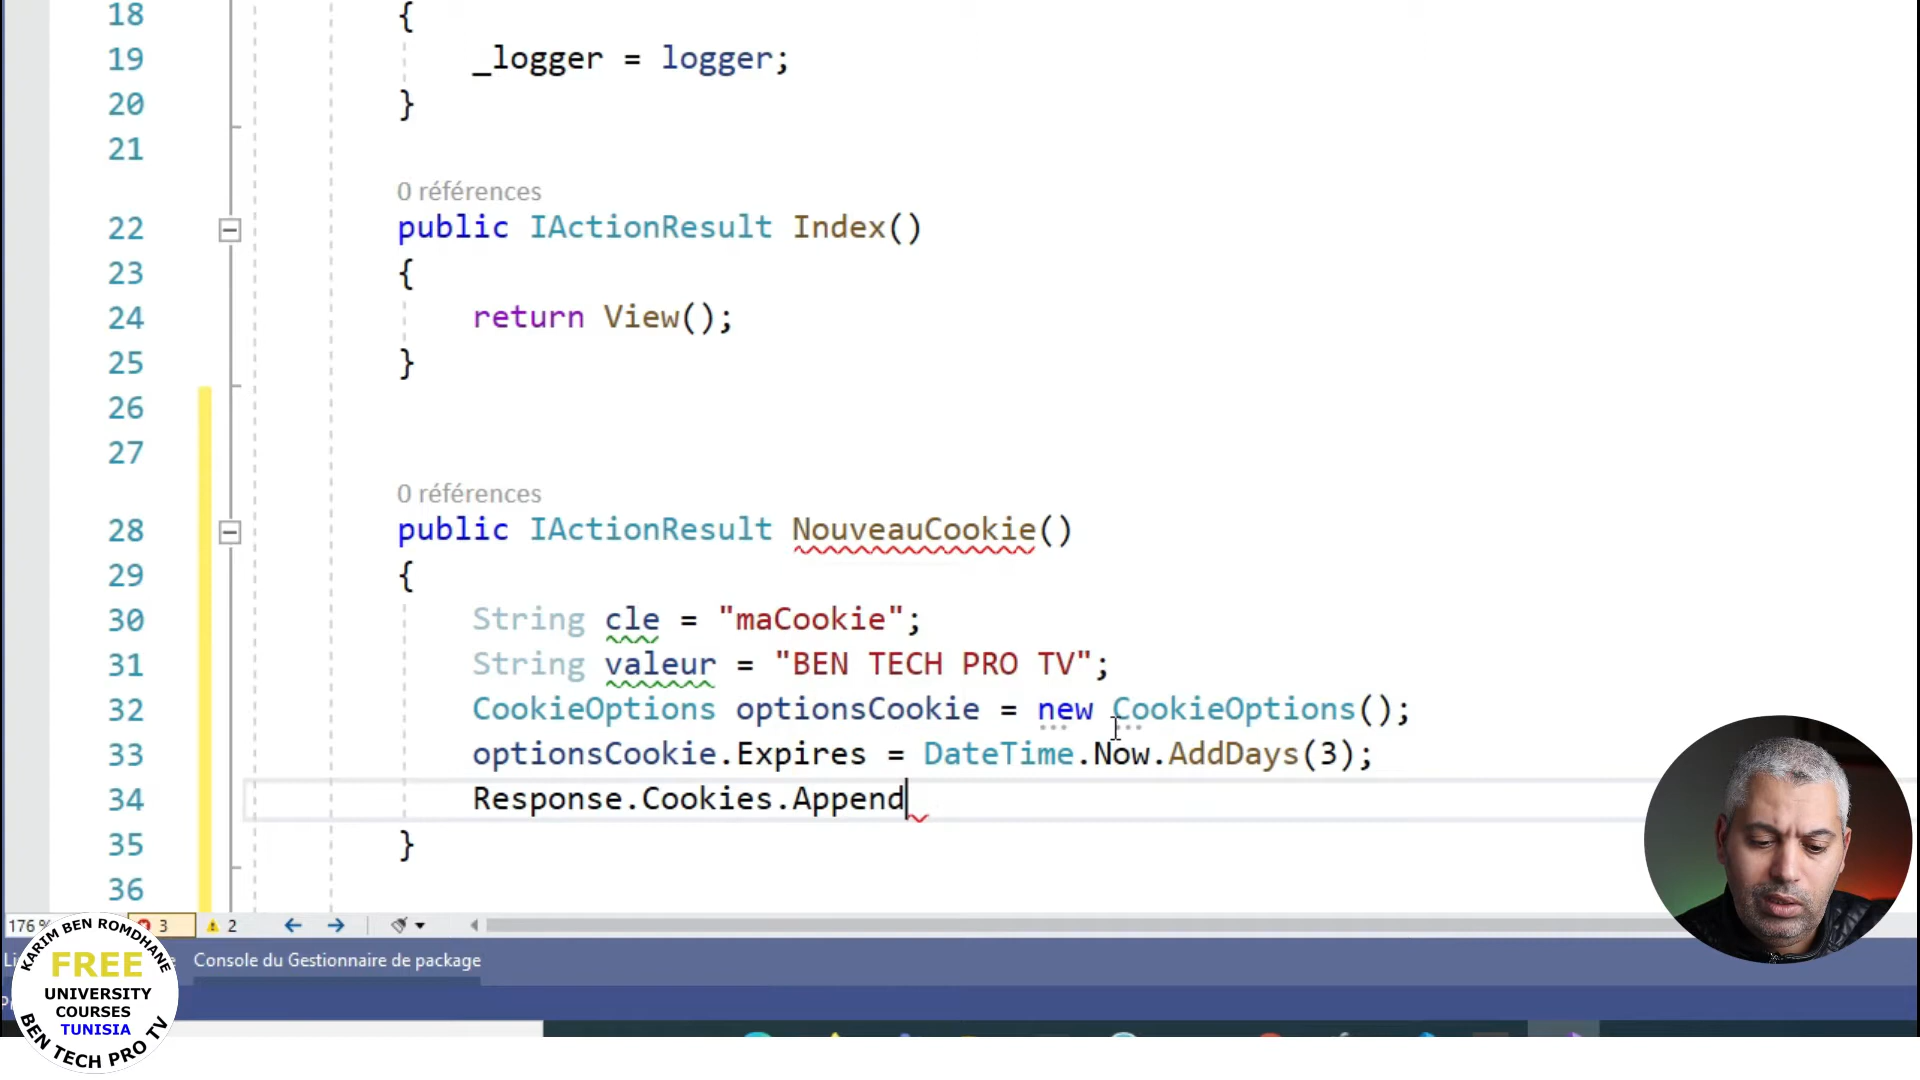 18 {
19 _logger = logger;
20 }
21
0 références
22 public IActionResult Index()
23 {
24 return View();
25 }
26
27
0 références
28 public IActionResult NouveauCookie()
29 {
30 String cle = "maCookie";
31 String valeur = "BEN TECH PRO TV";
32 CookieOptions optionsCookie = new CookieOptions();
33 optionsCookie.Expires = DateTime.Now.AddDays(3);
34 Response.Cookies.Append
35 }
36
176 % 3 2
Console du Gestionnaire de package
KARIM BEN ROMDHANE
FREE
UNIVERSITY
COURSES
TUNISIA
BEN TECH PRO TV